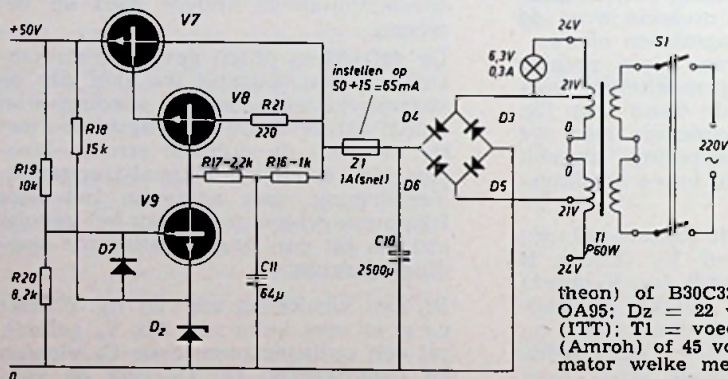 V7
+50V
V8
instellen op
50+15=65mA
R21
220
R18
15k
R17-2,2k
R16-1k
Z1
1A(snel)
R19
10k
V9
D7
R20
8,2k
Dz
C11
64µ
C10
2500µ
D4
D3
D6
D5
6,3V
0,3A
24V
21V
0
0
21V
24V
T1
P60W
S1
220V
~
0
theon) of B30C32
OA95; Dz = 22 v
(ITT); T1 = voed
(Amroh) of 45 vo
mator welke me